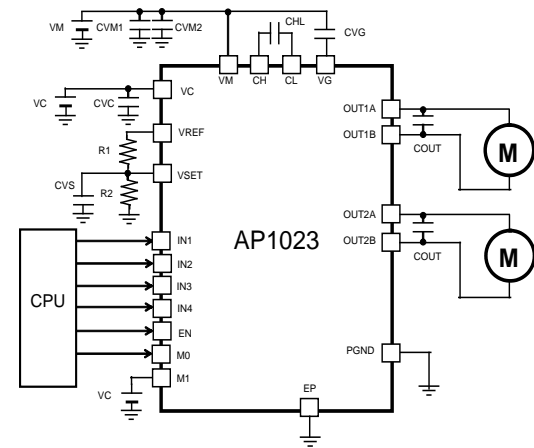 VM
CVM1
CVM2
CHL
CVG
VM
CH
CL
VG
VC
CVC
VC
VREF
R1
VSET
CVS
R2
OUT1A
OUT1B
COUT
M
OUT2A
OUT2B
COUT
M
AP1023
CPU
IN1
IN2
IN3
IN4
EN
M0
M1
VC
PGND
EP